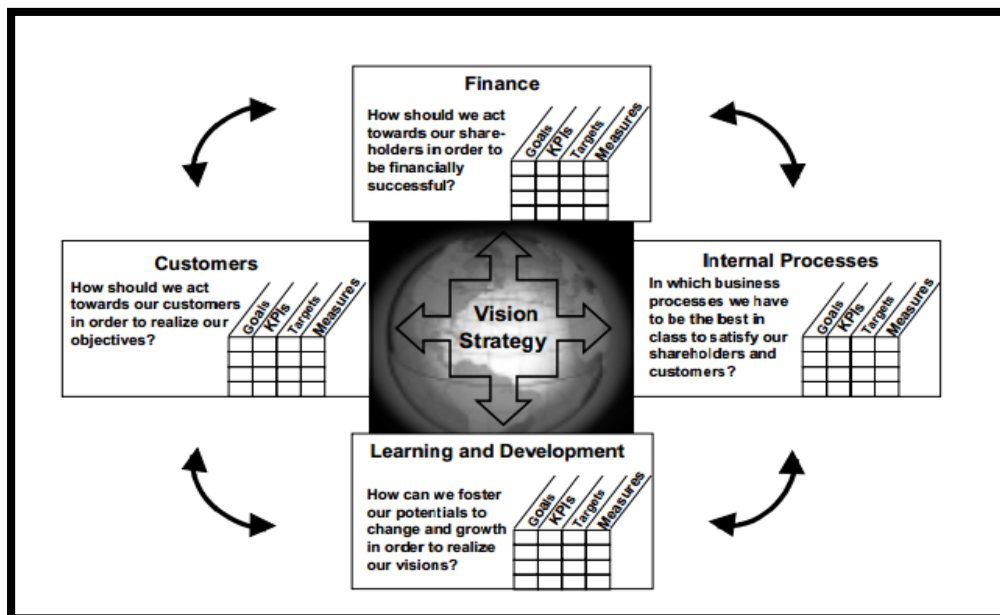 Finance
How should we act
towards our share-
holders in order to
be financially
successful?
Goals
KPIs
Targets
Measures
Customers
How should we act
towards our customers
in order to realize our
objectives?
Goals
KPIs
Targets
Measures
Vision
Strategy
Internal Processes
In which business
processes we have
to be the best in
class to satisfy our
shareholders and
customers?
Goals
KPIs
Targets
Measures
Learning and Development
How can we foster
our potentials to
change and growth
in order to realize
our visions?
Goals
KPIs
Targets
Measures